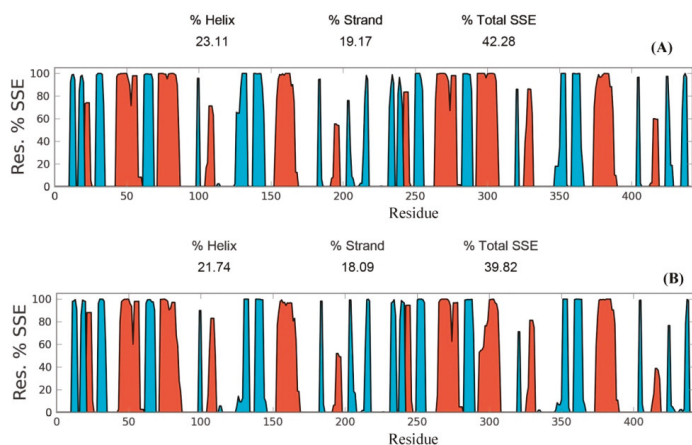 % Helix % Strand % Total SSE
23.11 19.17 42.28
(A)
Res. % SSE
100
80
60
40
20
0
0 50 100 150 200 250 300 350 400
Residue
% Helix % Strand % Total SSE
21.74 18.09 39.82
(B)
Res. % SSE
100
80
60
40
20
0
0 50 100 150 200 250 300 350 400
Residue